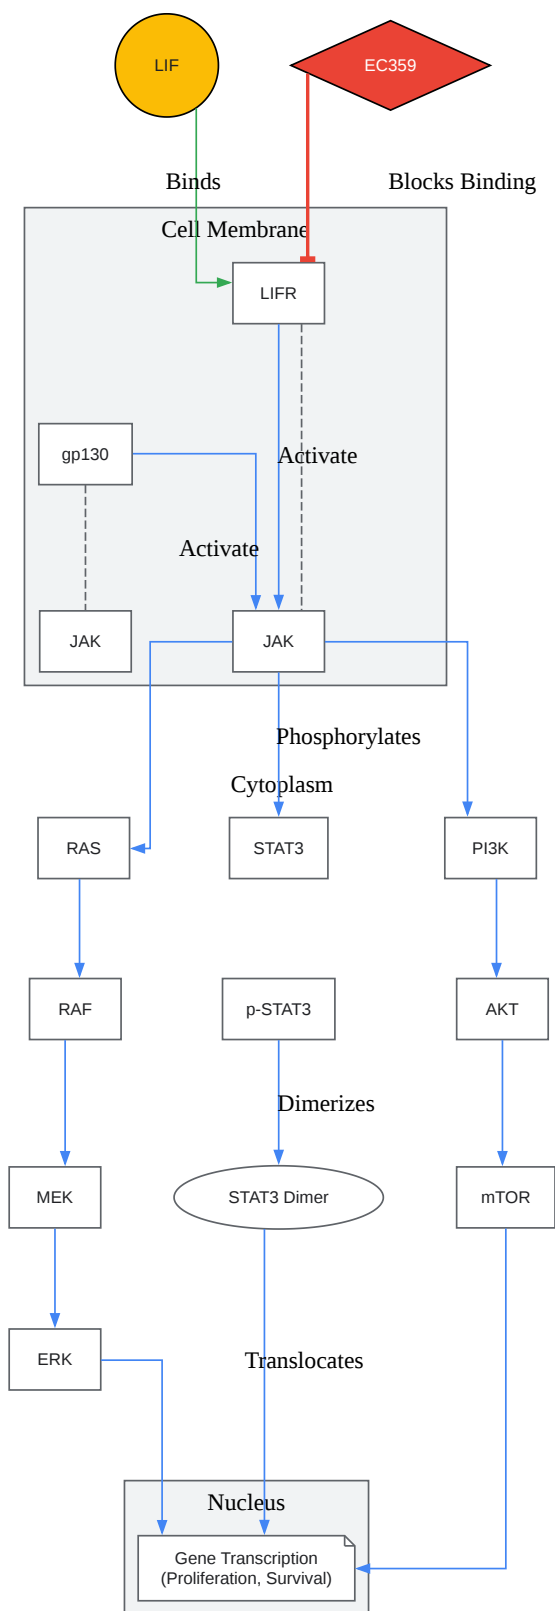 LIF
EC359
Binds
Blocks Binding
Cell Membrane
LIFR
gp130
Activate
Activate
JAK
JAK
Phosphorylates
Cytoplasm
RAS
STAT3
PI3K
RAF
p-STAT3
AKT
Dimerizes
MEK
STAT3 Dimer
mTOR
ERK
Translocates
Nucleus
Gene Transcription
(Proliferation, Survival)